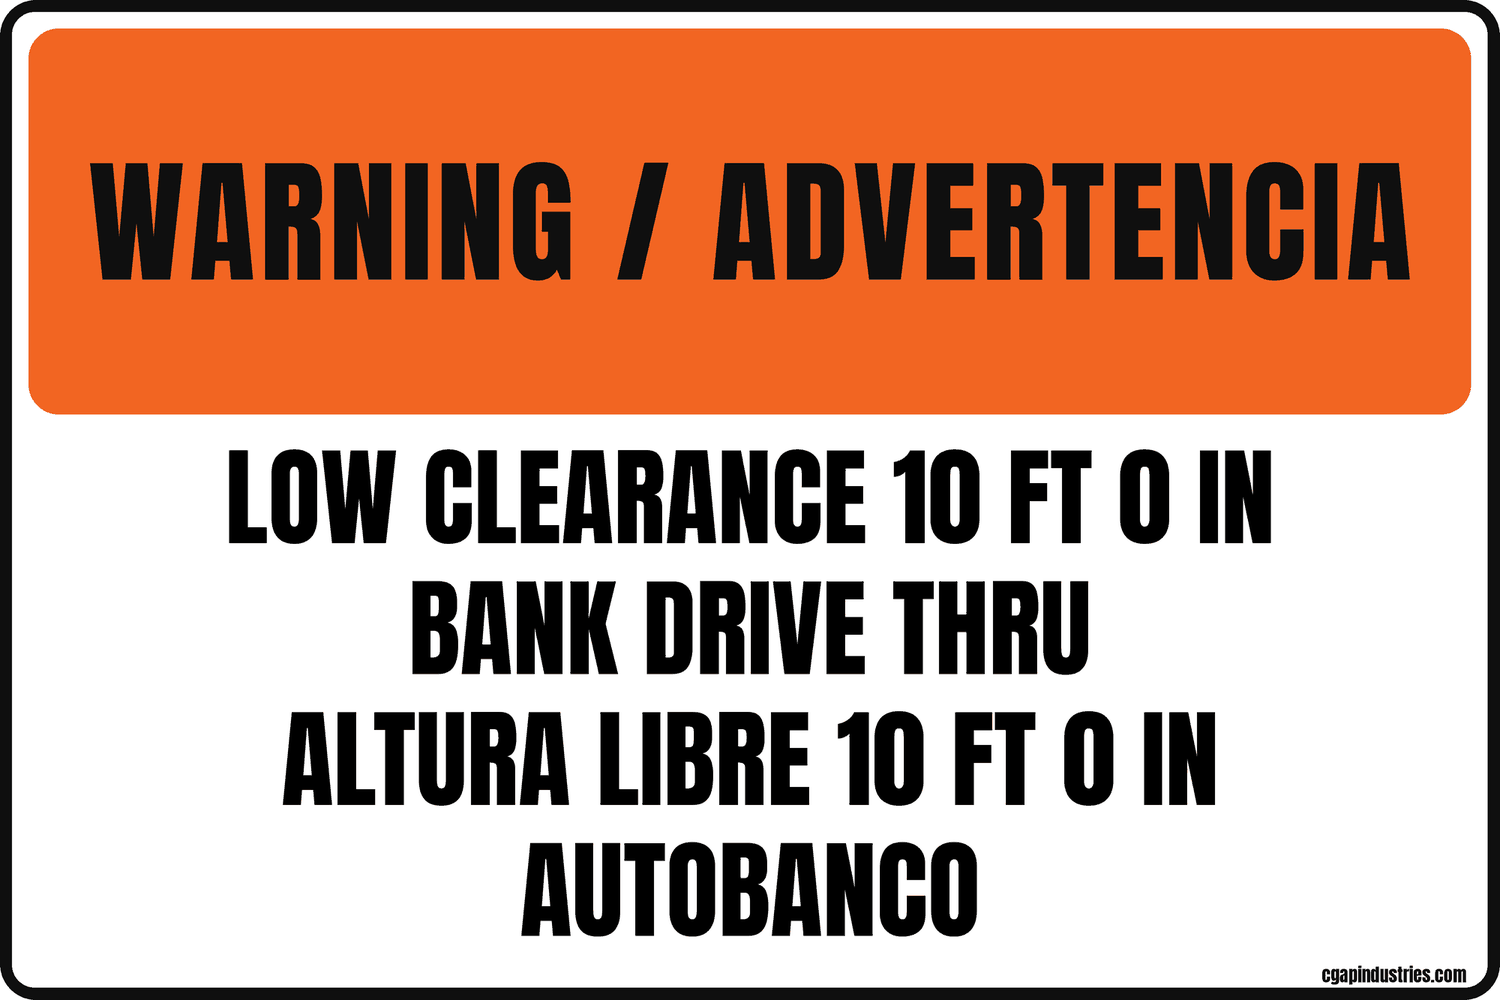 WARNING / ADVERTENCIA
LOW CLEARANCE 10 FT 0 IN
BANK DRIVE THRU
ALTURA LIBRE 10 FT 0 IN
AUTOBANCO
cgapindustries.com